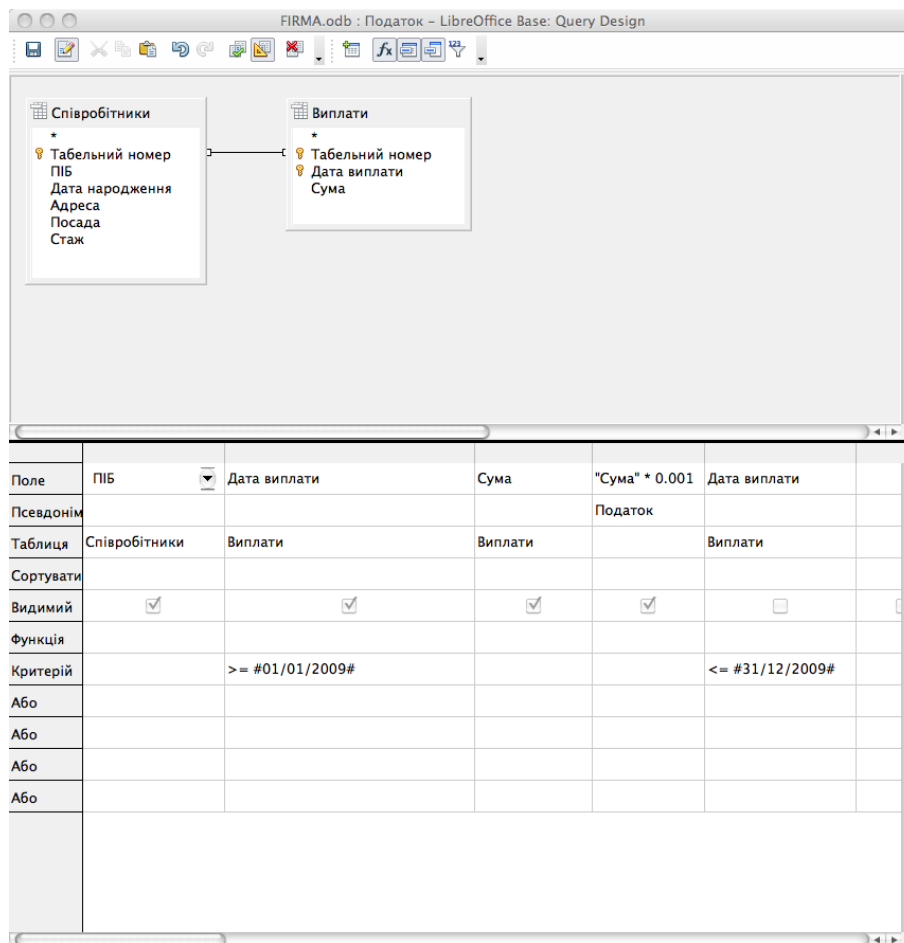 FIRMA.odb : Податок – LibreOffice Base: Query Design
Співробітники
*
Табельний номер
ПІБ
Дата народження
Адреса
Посада
Стаж
Виплати
*
Табельний номер
Дата виплати
Сума
Поле ПІБ Дата виплати Сума "Сума" * 0.001 Дата виплати
Псевдонім Податок
Таблиця Співробітники Виплати Виплати Виплати
Сортувати
Видимий
Функція
Критерій >= #01/01/2009# <= #31/12/2009#
Або
Або
Або
Або